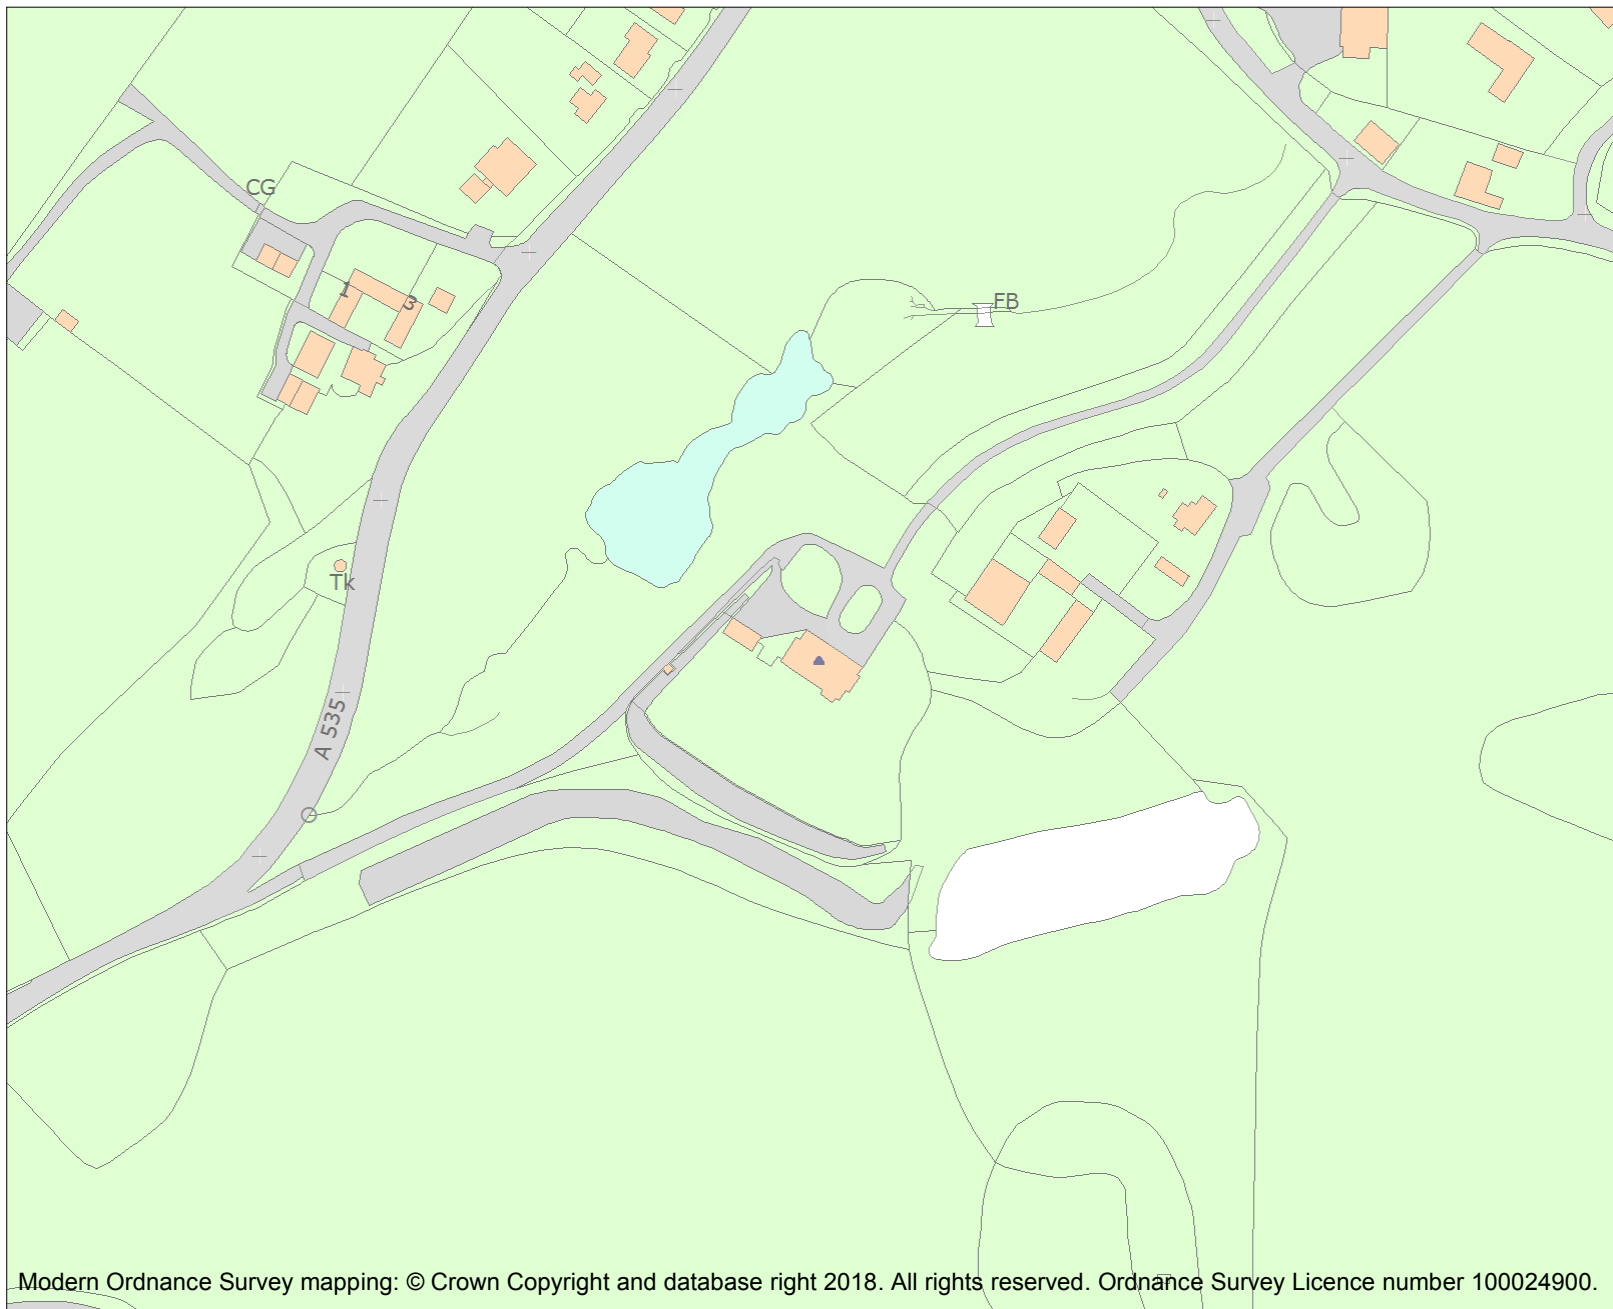 CG
1
3
FB
Tk
A 535
Modern Ordnance Survey mapping: © Crown Copyright and database right 2018. All rights reserved. Ordnance Survey Licence number 100024900.